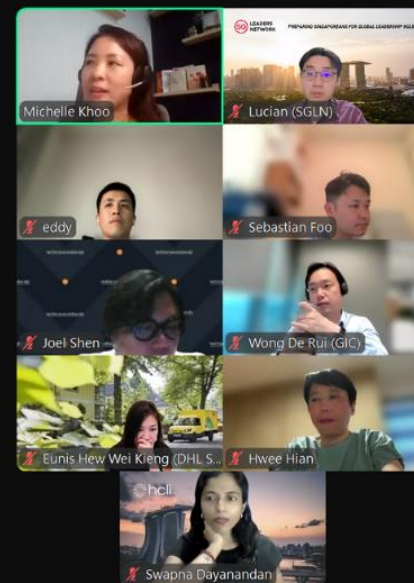 SG LEADERS
NETWORK
PREPARING SINGAPOREANS FOR GLOBAL LEADERSHIP ROLES
Michelle Khoo
Lucian (SGLN)
eddy
Sebastian Foo
Joel Shen
Wong De Rui (GIC)
Eunis Hew Wei Kieng (DHL S...
Hwee Hian
hcli
Swapna Dayanandan